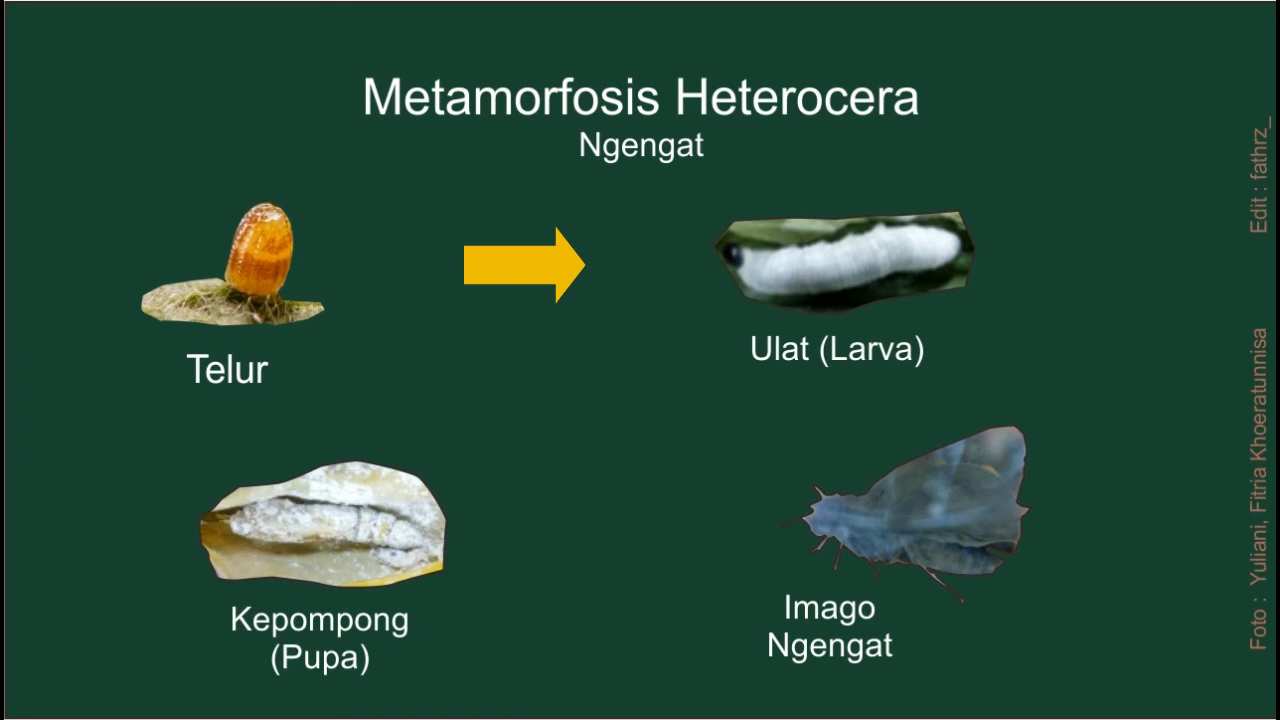 Metamorfosis Heterocera
Ngengat
Telur
Ulat (Larva)
Kepompong
(Pupa)
Imago
Ngengat
Foto : Yuliani, Fitria Khoeratunnisa
Edit : fathrz_